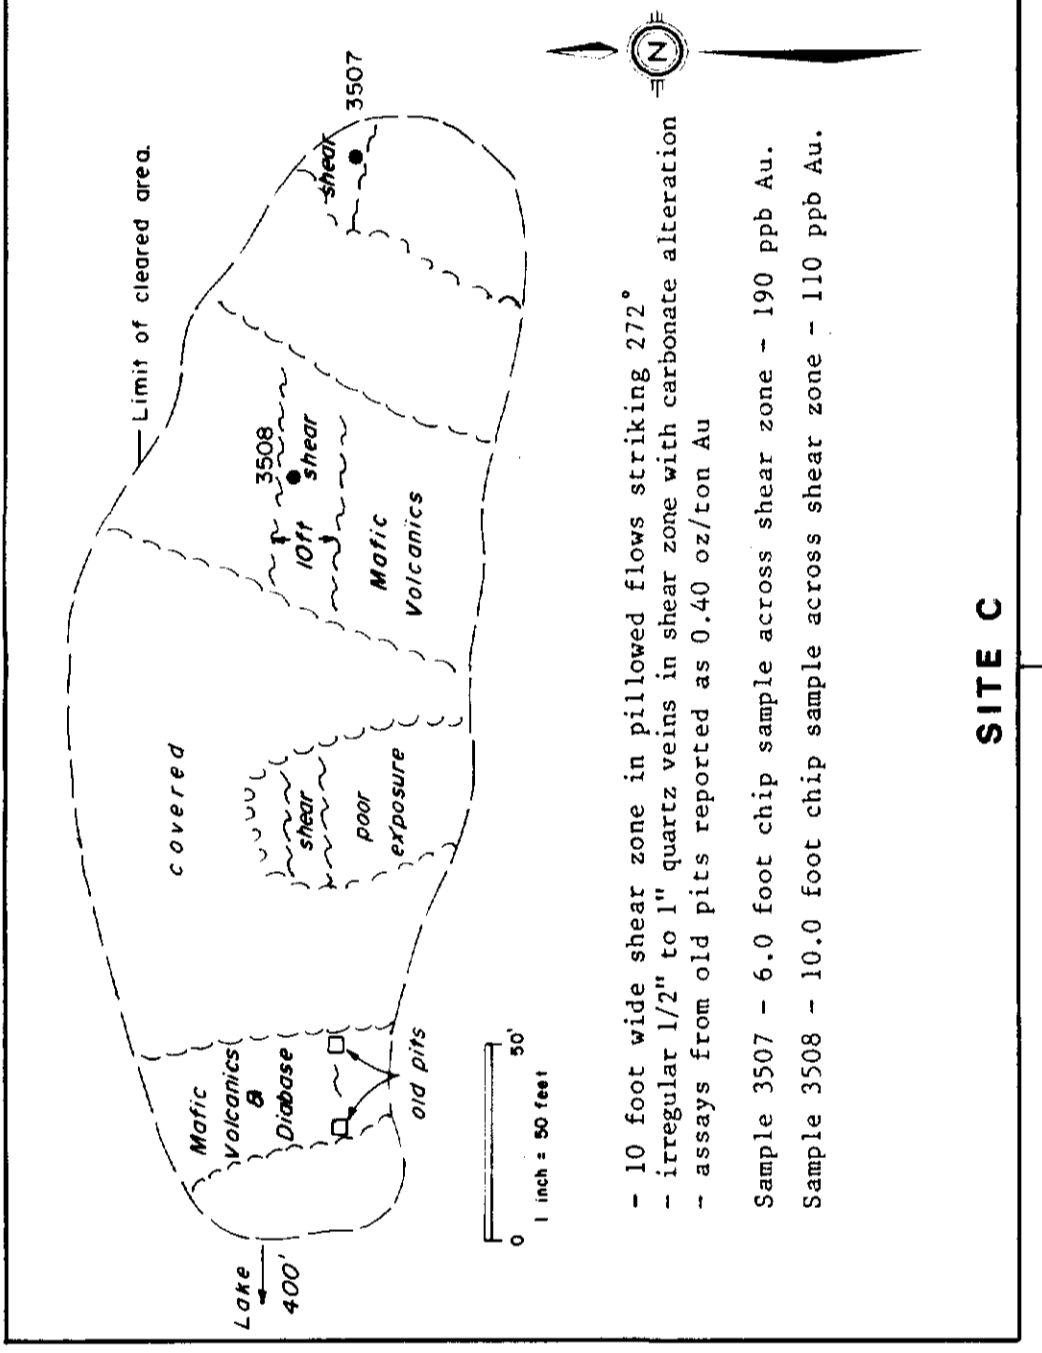 Limit of cleared area.
covered
Mafic
Volcanics
&
Diabase
old pits
shear
poor
exposure
3508
10ft
shear
Mafic
Volcanics
shear
3507
Lake
400'
0 50'
1 inch = 50 feet
N
- 10 foot wide shear zone in pillowed flows striking 272°
- irregular 1/2" to 1" quartz veins in shear zone with carbonate alteration
- assays from old pits reported as 0.40 oz/ton Au
Sample 3507 - 6.0 foot chip sample across shear zone - 190 ppb Au.
Sample 3508 - 10.0 foot chip sample across shear zone - 110 ppb Au.
SITE C